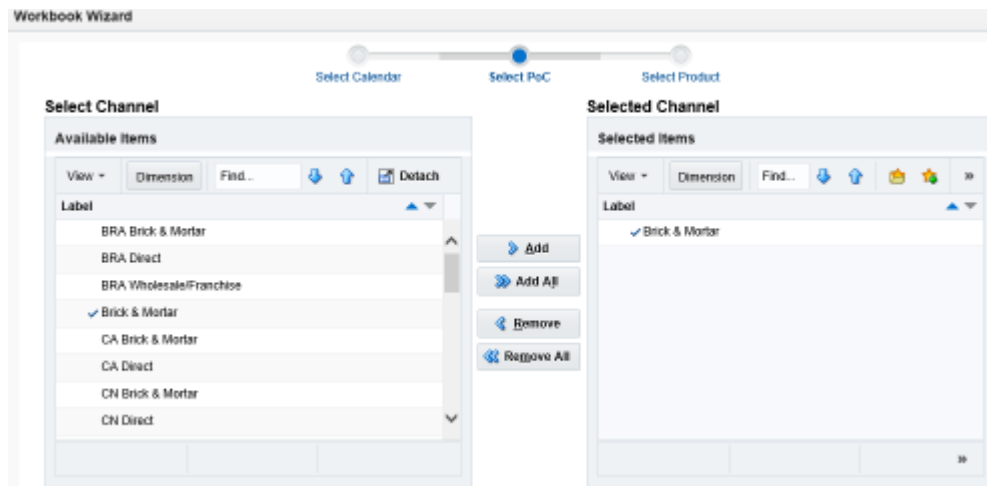 Workbook Wizard
Select Calendar Select PoC Select Product
Select Channel Selected Channel
Available Items Selected Items
View Dimension Find... Detach View Dimension Find... »
Label Label
BRA Brick & Mortar Brick & Mortar
BRA Direct
Add
BRA Wholesale/Franchise
Add All
Brick & Mortar
Remove
CA Brick & Mortar
Remove All
CA Direct
CN Brick & Mortar
CN Direct
»